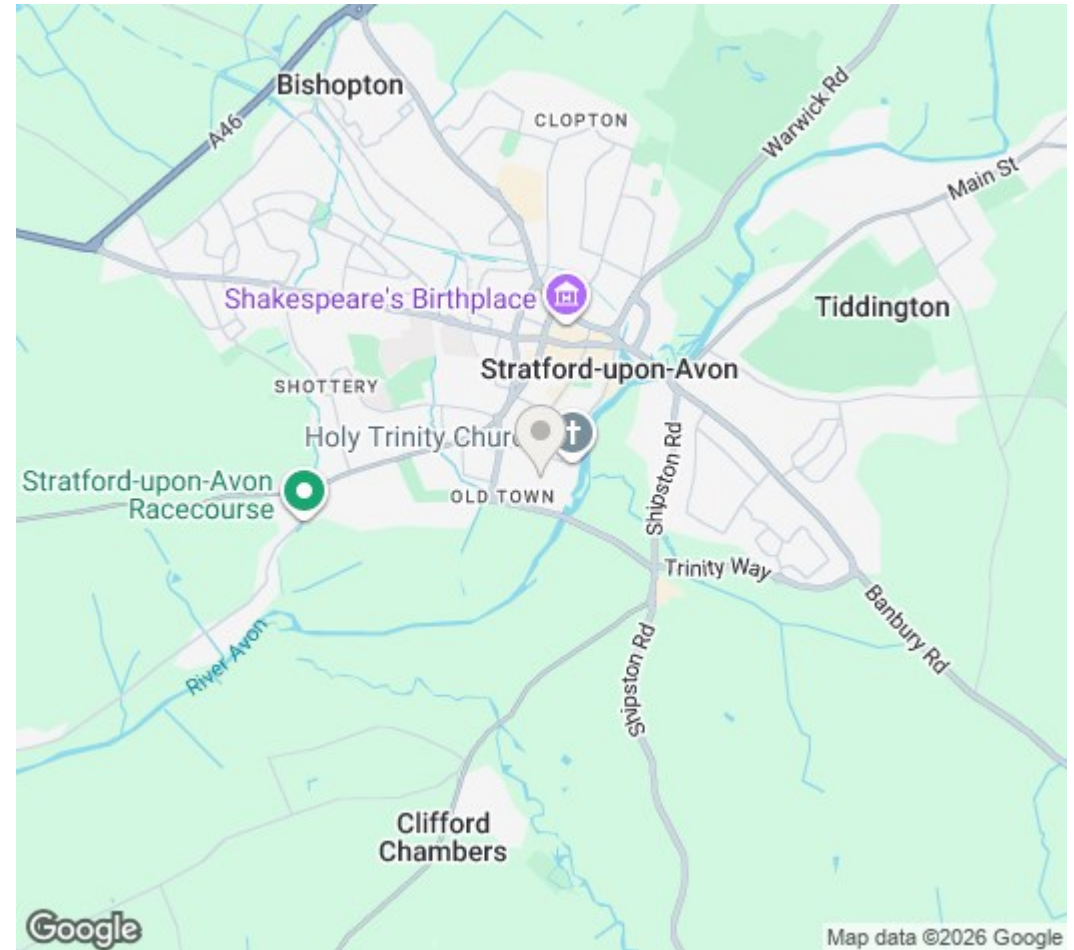 Bishopton
CLOPTON
A46
Warwick Rd
Main St
Shakespeare's Birthplace
Tiddington
Stratford-upon-Avon
SHOTTERY
Holy Trinity Churc
Stratford-upon-Avon
Racecourse
OLD TOWN
Shipston Rd
Trinity Way
Banbury Rd
River Avon
Shipston Rd
Clifford
Chambers
Google
Map data ©2026 Google